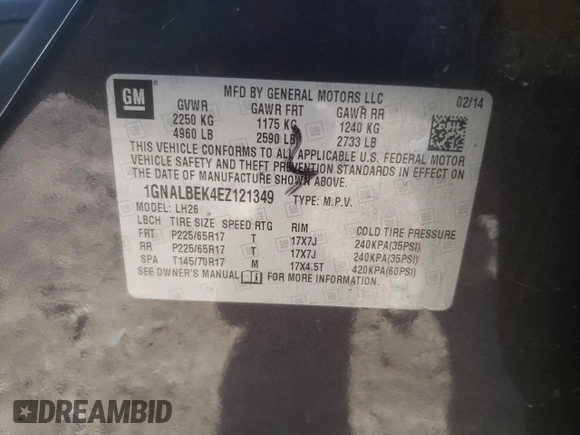 GM
MFD BY GENERAL MOTORS LLC
02/14
GVWR GAWR FRT GAWR RR
2250 KG 1175 KG 1240 KG
4960 LB 2590 LB 2733 LB
THIS VEHICLE CONFORMS TO ALL APPLICABLE U.S. FEDERAL MOTOR
VEHICLE SAFETY AND THEFT PREVENTION STANDARDS IN EFFECT ON
THE DATE OF MANUFACTURE SHOWN ABOVE.
1GNALBEK4EZ121349 TYPE: M.P.V.
MODEL: LH26
LBCH TIRE SIZE SPEED RTG RIM COLD TIRE PRESSURE
FRT P225/65R17 T 17X7J 240KPA(35PSI)
RR P225/65R17 T 17X7J 240KPA(35PSI)
SPA T145/70R17 M 17X4.5T 420KPA(60PSI)
SEE OWNER'S MANUAL FOR MORE INFORMATION.
DREAMBID